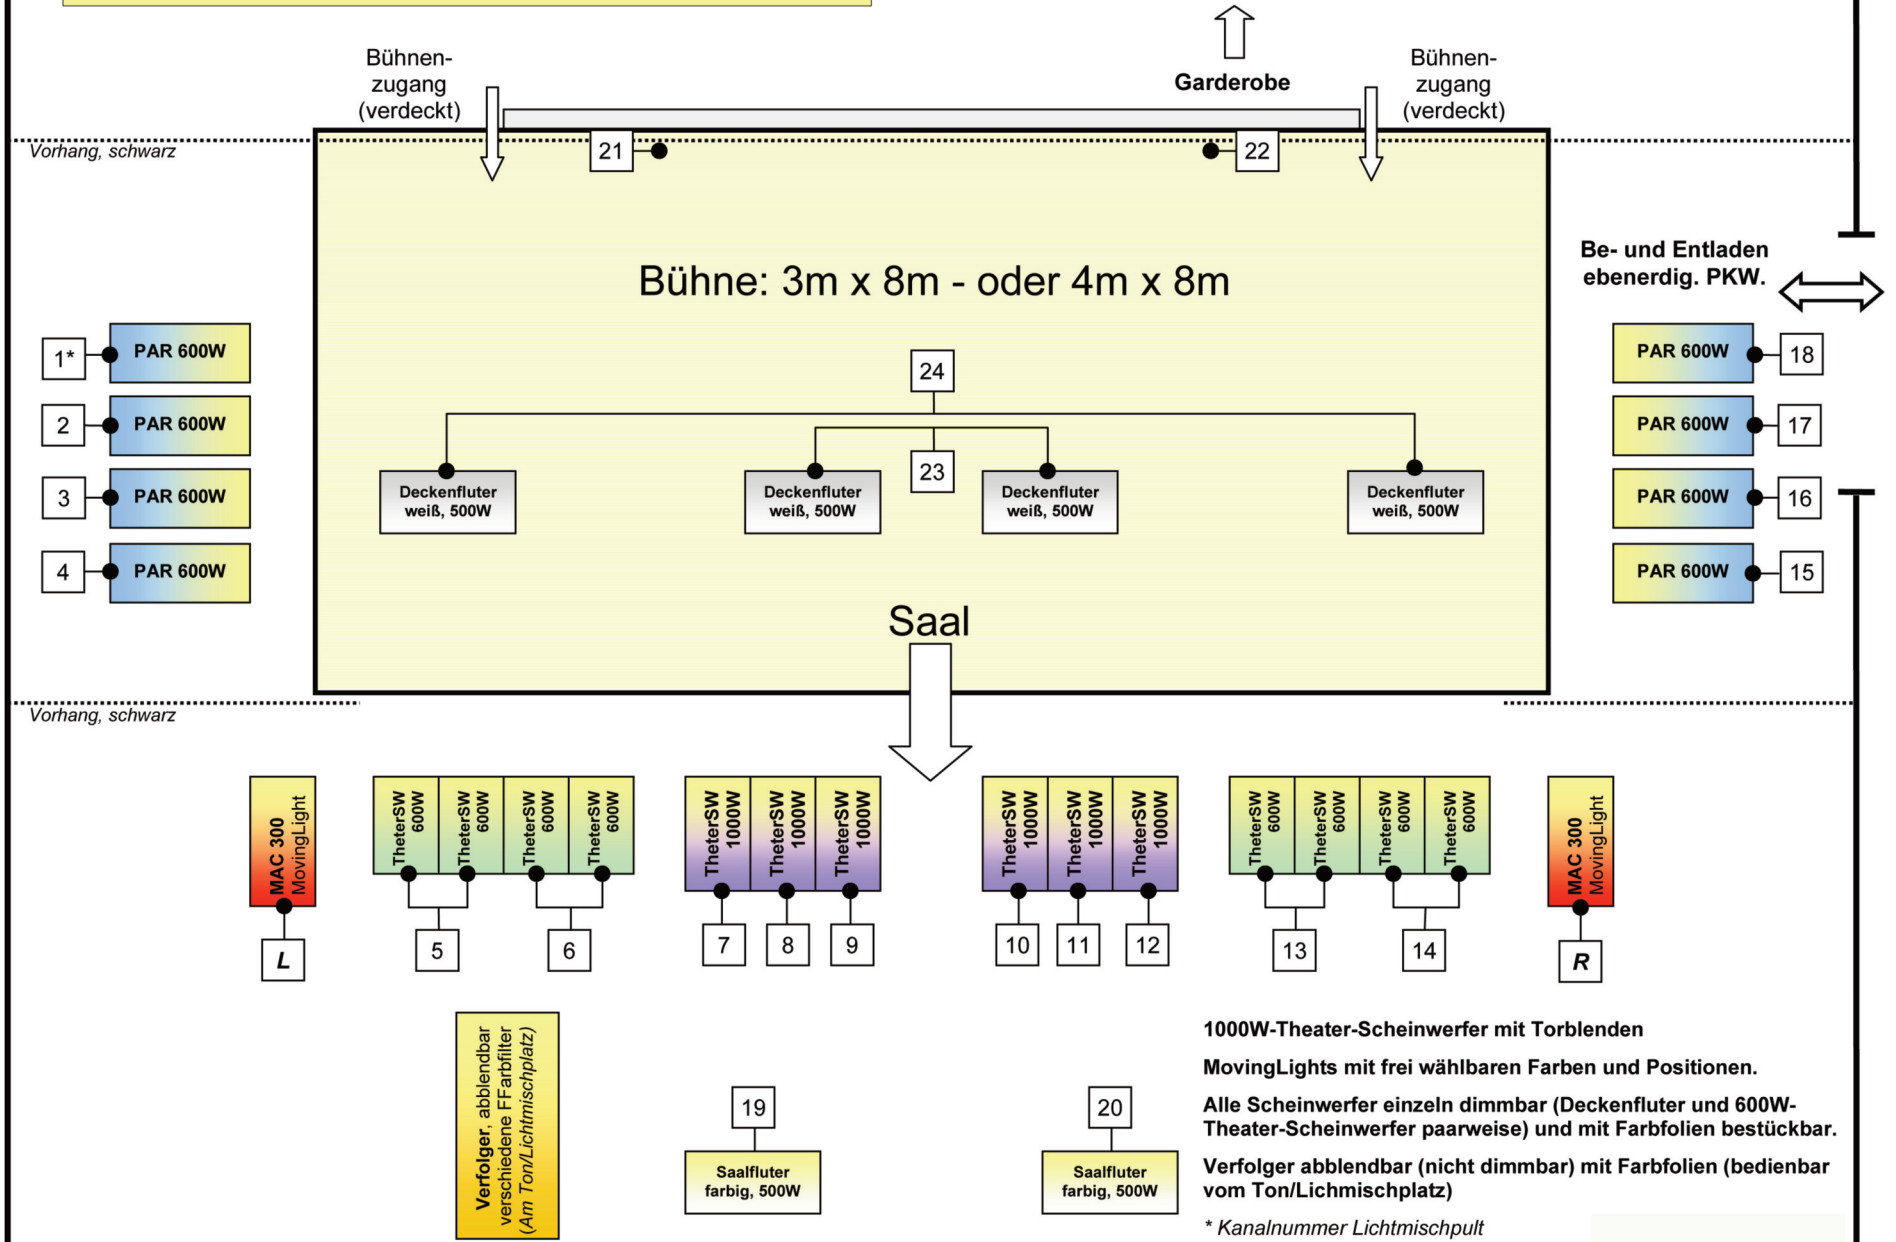 Bühnen-
zugang
(verdeckt)
Garderobe
Bühnen-
zugang
(verdeckt)
Vorhang, schwarz
21
22
Bühne: 3m x 8m - oder 4m x 8m
Be- und Entladen
ebenerdig. PKW.
1*
PAR 600W
2
PAR 600W
3
PAR 600W
4
PAR 600W
24
23
Deckenfluter
weiß, 500W
Deckenfluter
weiß, 500W
Deckenfluter
weiß, 500W
Deckenfluter
weiß, 500W
PAR 600W
18
PAR 600W
17
PAR 600W
16
PAR 600W
15
Saal
Vorhang, schwarz
MAC 300
MovingLight
L
TheterSW
600W
TheterSW
600W
TheterSW
600W
TheterSW
600W
5
6
TheterSW
1000W
TheterSW
1000W
TheterSW
1000W
7
8
9
TheterSW
1000W
TheterSW
1000W
TheterSW
1000W
10
11
12
TheterSW
600W
TheterSW
600W
TheterSW
600W
TheterSW
600W
13
14
MAC 300
MovingLight
R
Verfolger, abblendbar
verschiedene FFarbfilter
(Am Ton/Lichtmischplatz)
19
Saalfluter
farbig, 500W
20
Saalfluter
farbig, 500W
1000W-Theater-Scheinwerfer mit Torblenden
MovingLights mit frei wählbaren Farben und Positionen.
Alle Scheinwerfer einzeln dimmbar (Deckenfluter und 600W-
Theater-Scheinwerfer paarweise) und mit Farbfolien bestückbar.
Verfolger abblendbar (nicht dimmbar) mit Farbfolien (bedienbar
vom Ton/Lichmischplatz)
* Kanalnummer Lichtmischpult